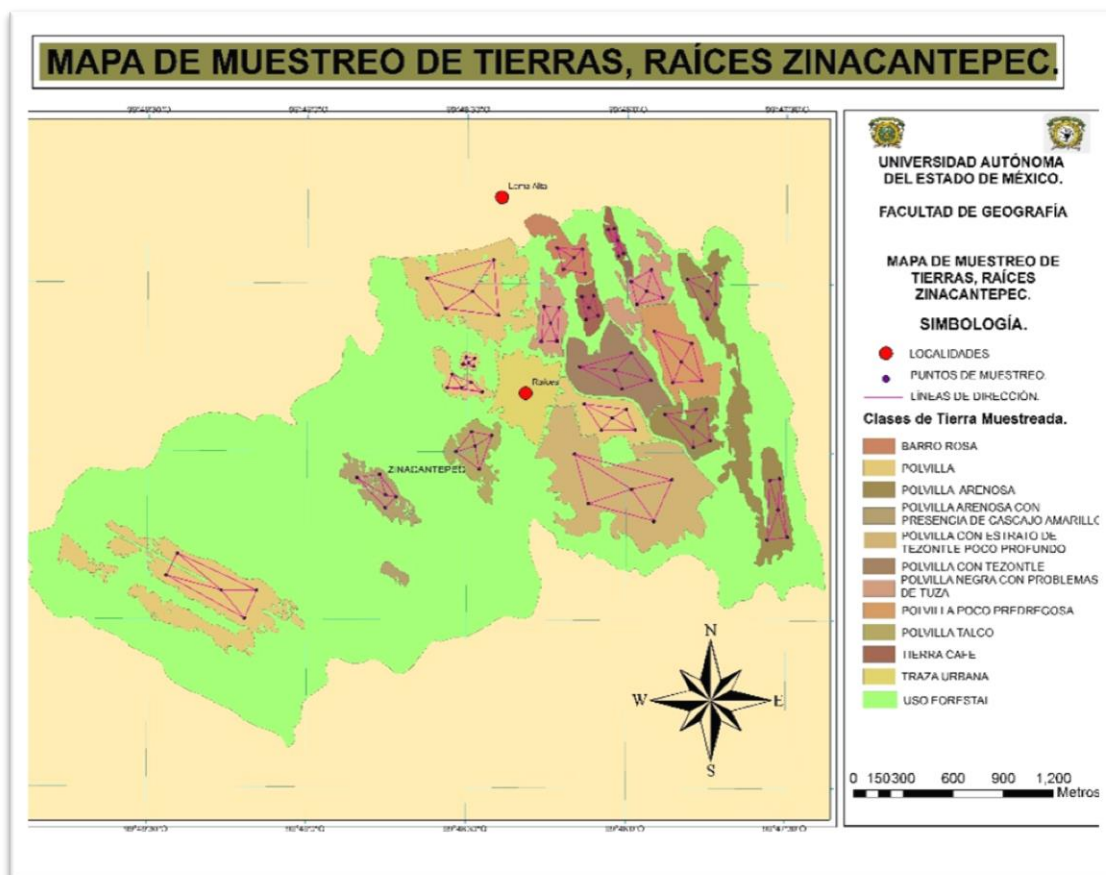 MAPA DE MUESTREO DE TIERRAS, RAÍCES ZINACANTEPEC.
Loma Alta
Raíces
ZINACANTEPEC
N
W
E
S
UNIVERSIDAD AUTÓNOMA
DEL ESTADO DE MÉXICO.
FACULTAD DE GEOGRAFÍA
MAPA DE MUESTREO DE
TIERRAS, RAÍCES
ZINACANTEPEC.
SIMBOLOGÍA.
LOCALIDADES
PUNTOS DE MUESTREO.
LÍNEAS DE DIRECCIÓN.
Clases de Tierra Muestreada.
BARRO ROSA
POLVILLA
POLVILLA ARENOSA
POLVILLA ARENOSA CON
PRESENCIA DE CASCAJO AMARILLO
POLVILLA CON ESTRATO DE
TEZONTLE POCO PROFUNDO
POLVILLA CON TEZONTLE
POLVILLA NEGRA CON PROBLEMAS
DE TUZA
POLVILLA POCO PREDREGOSA
POLVILLA TALCO
TIERRA CAFE
TRAZA URBANA
USO FORESTAL
0 150 300 600 900 1,200
Metros